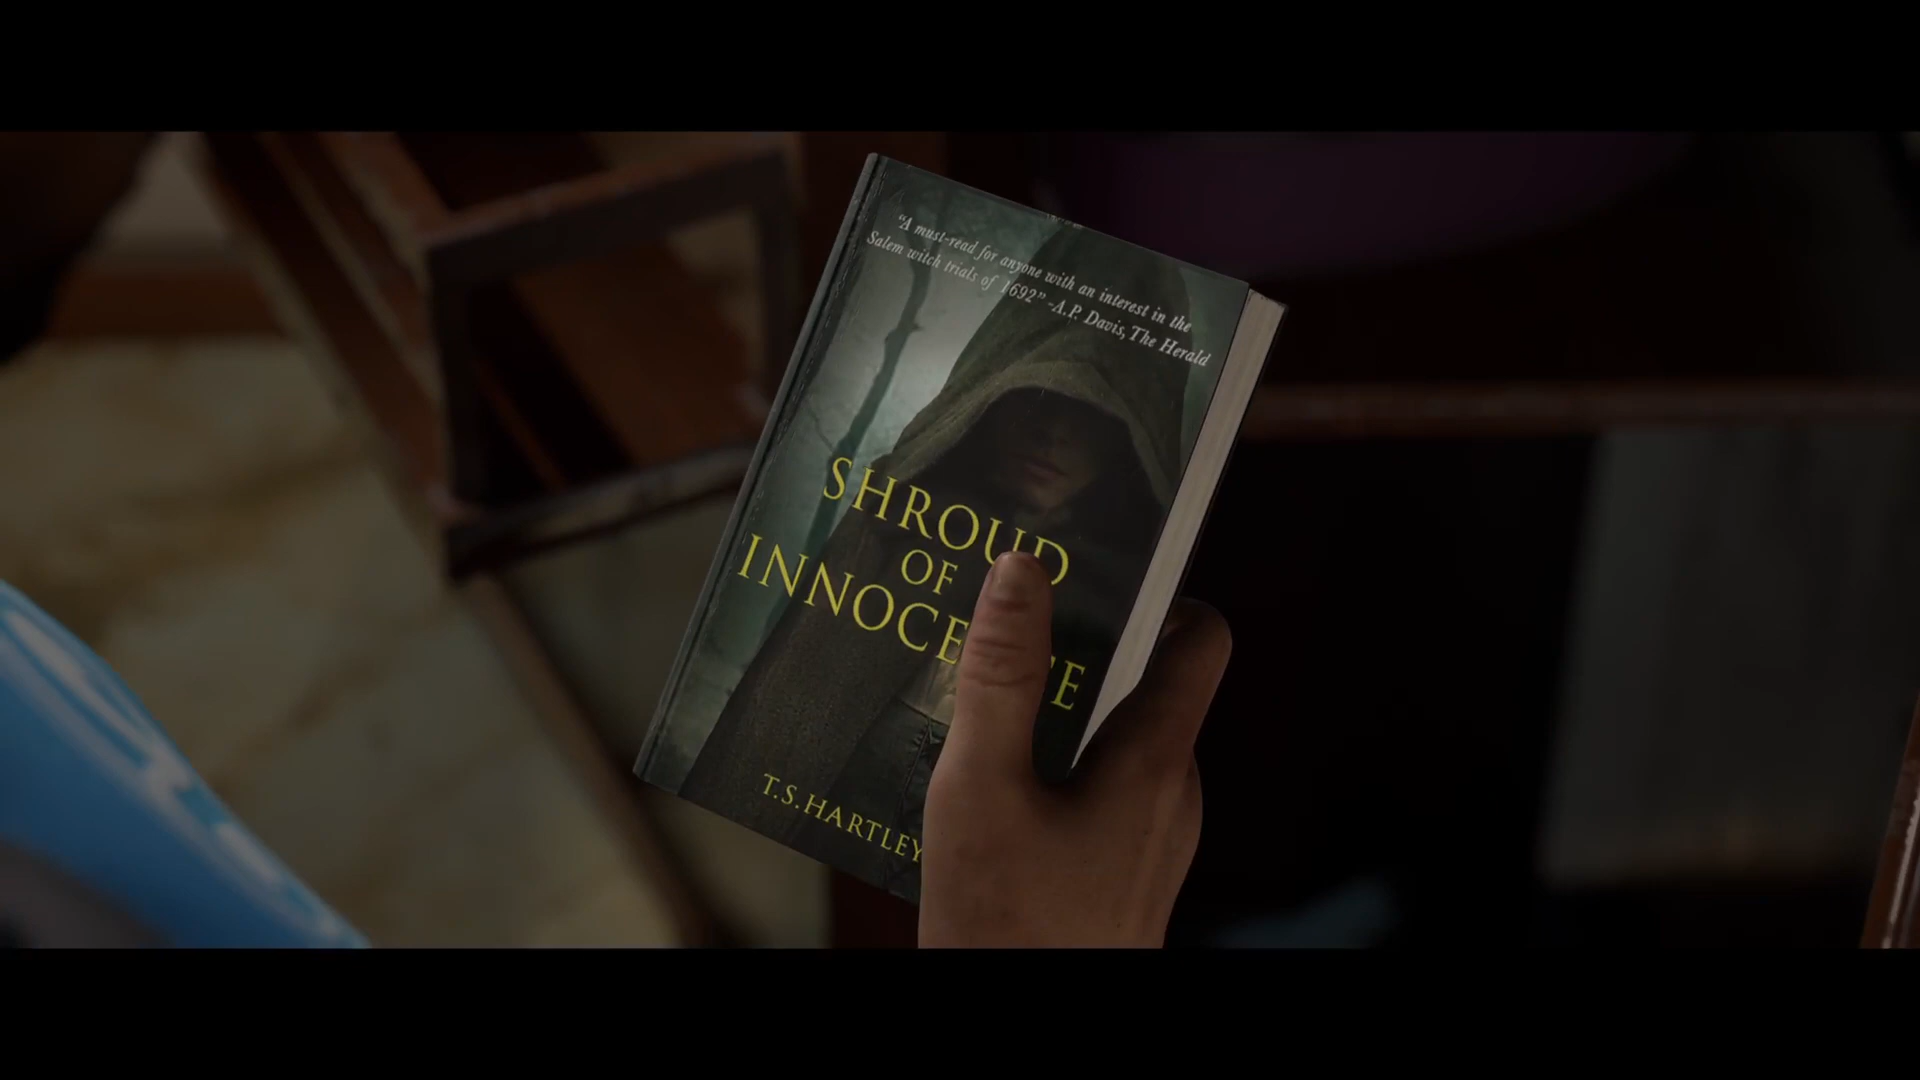 "A must-read for anyone with an interest in the
Salem witch trials of 1692" -A.P. Davis, The Herald
SHROUD
OF
INNOCE CE
T.S. HARTLEY